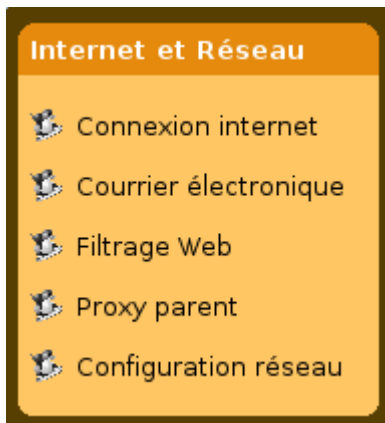 Internet et Réseau
Connexion internet
Courrier électronique
Filtrage Web
Proxy parent
Configuration réseau